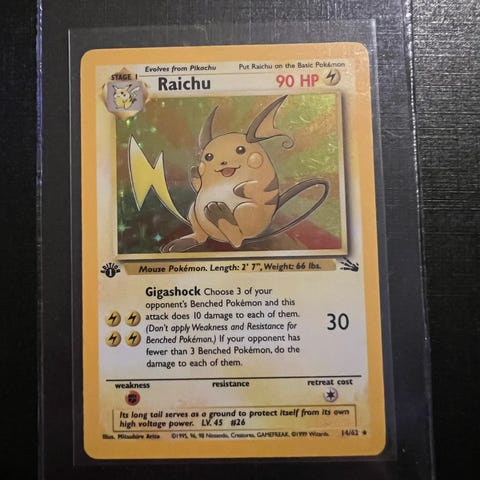 Evolves from Pikachu Put Raichu on the Basic Pokémon
STAGE 1 Raichu 90 HP
Mouse Pokémon. Length: 2' 7", Weight: 66 lbs.
EDITION 1
Gigashock Choose 3 of your
opponent's Benched Pokémon and this
attack does 10 damage to each of them.
(Don't apply Weakness and Resistance for
Benched Pokémon.) If your opponent has
fewer than 3 Benched Pokémon, do the
damage to each of them.
30
weakness resistance retreat cost
Its long tail serves as a ground to protect itself from its own
high voltage power. LV. 45 #26
Illus. Mitsuhiro Arita ©1995, 96, 98 Nintendo, Creatures, GAMEFREAK. ©1999 Wizards. 14/62 ★